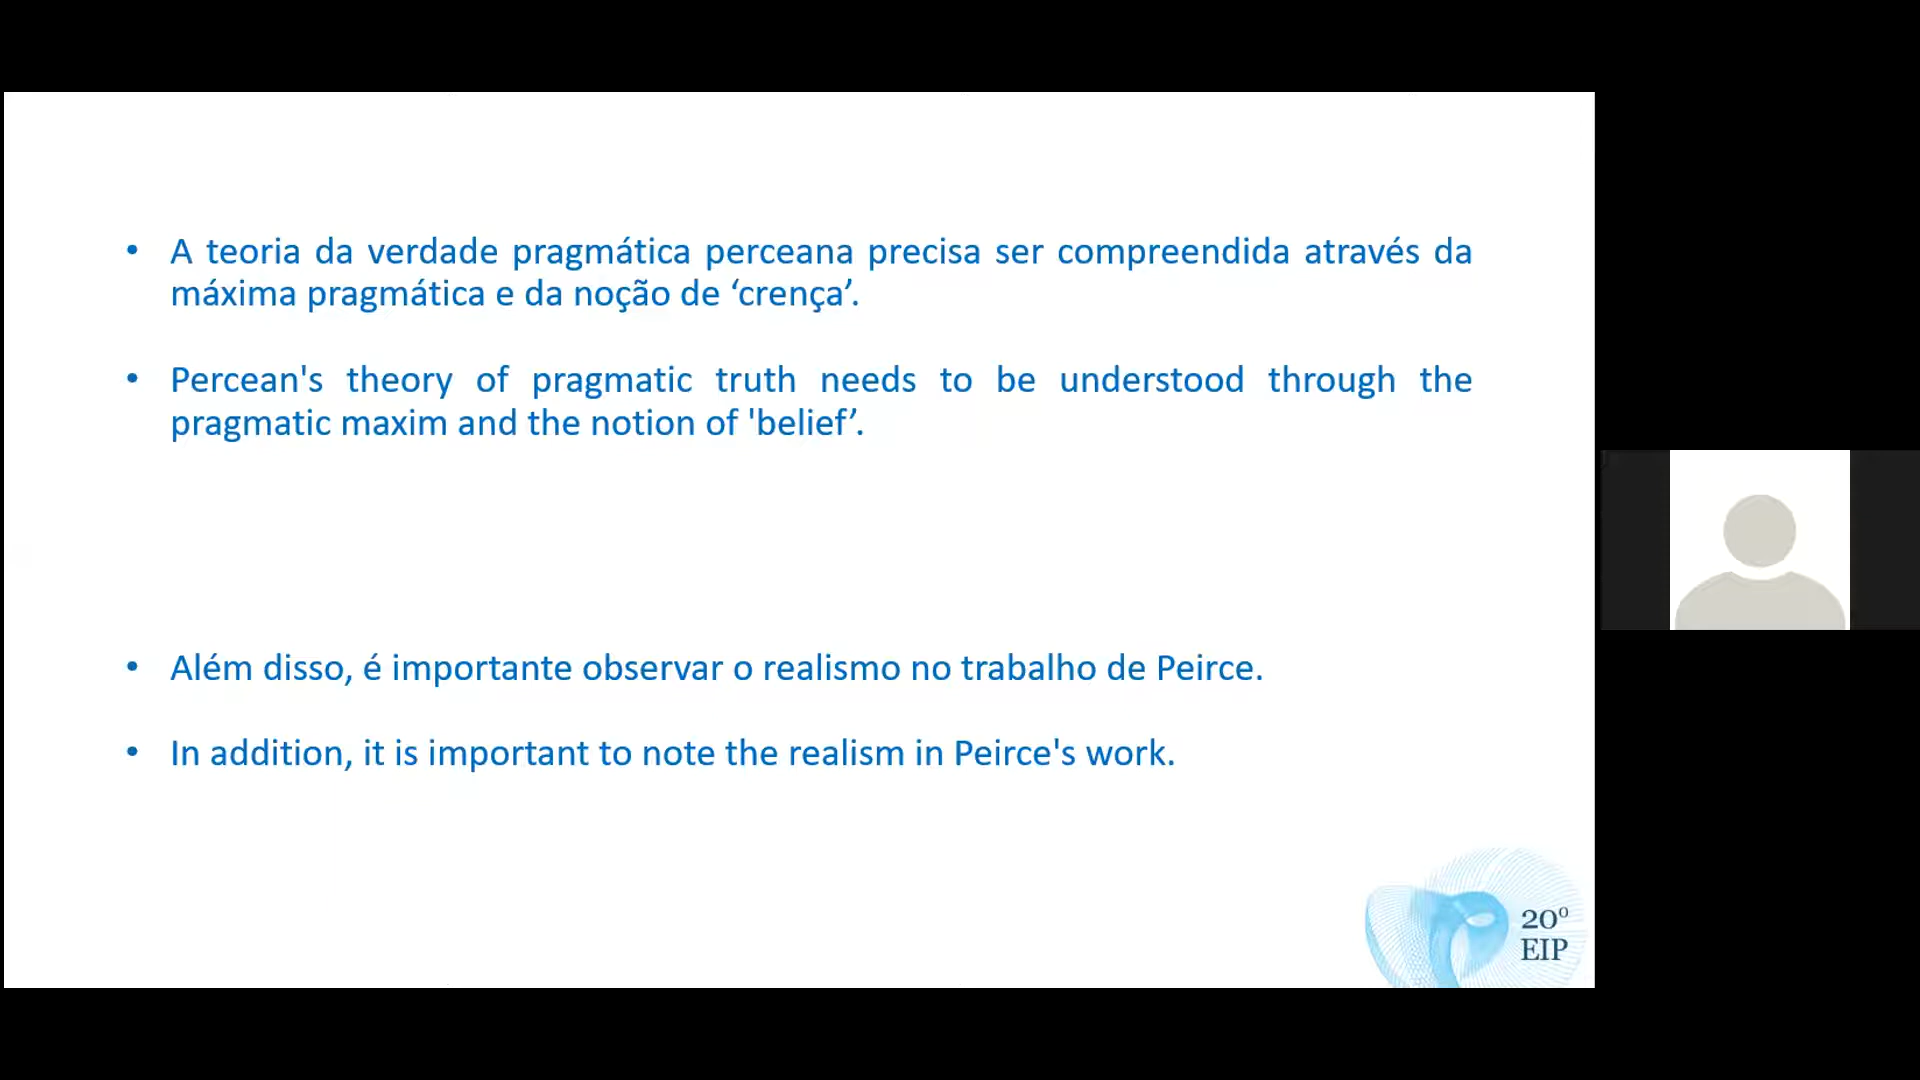 • A teoria da verdade pragmática perceana precisa ser compreendida através da
máxima pragmática e da noção de ‘crença’.
• Percean's theory of pragmatic truth needs to be understood through the
pragmatic maxim and the notion of 'belief’.
• Além disso, é importante observar o realismo no trabalho de Peirce.
• In addition, it is important to note the realism in Peirce's work.
20º
EIP